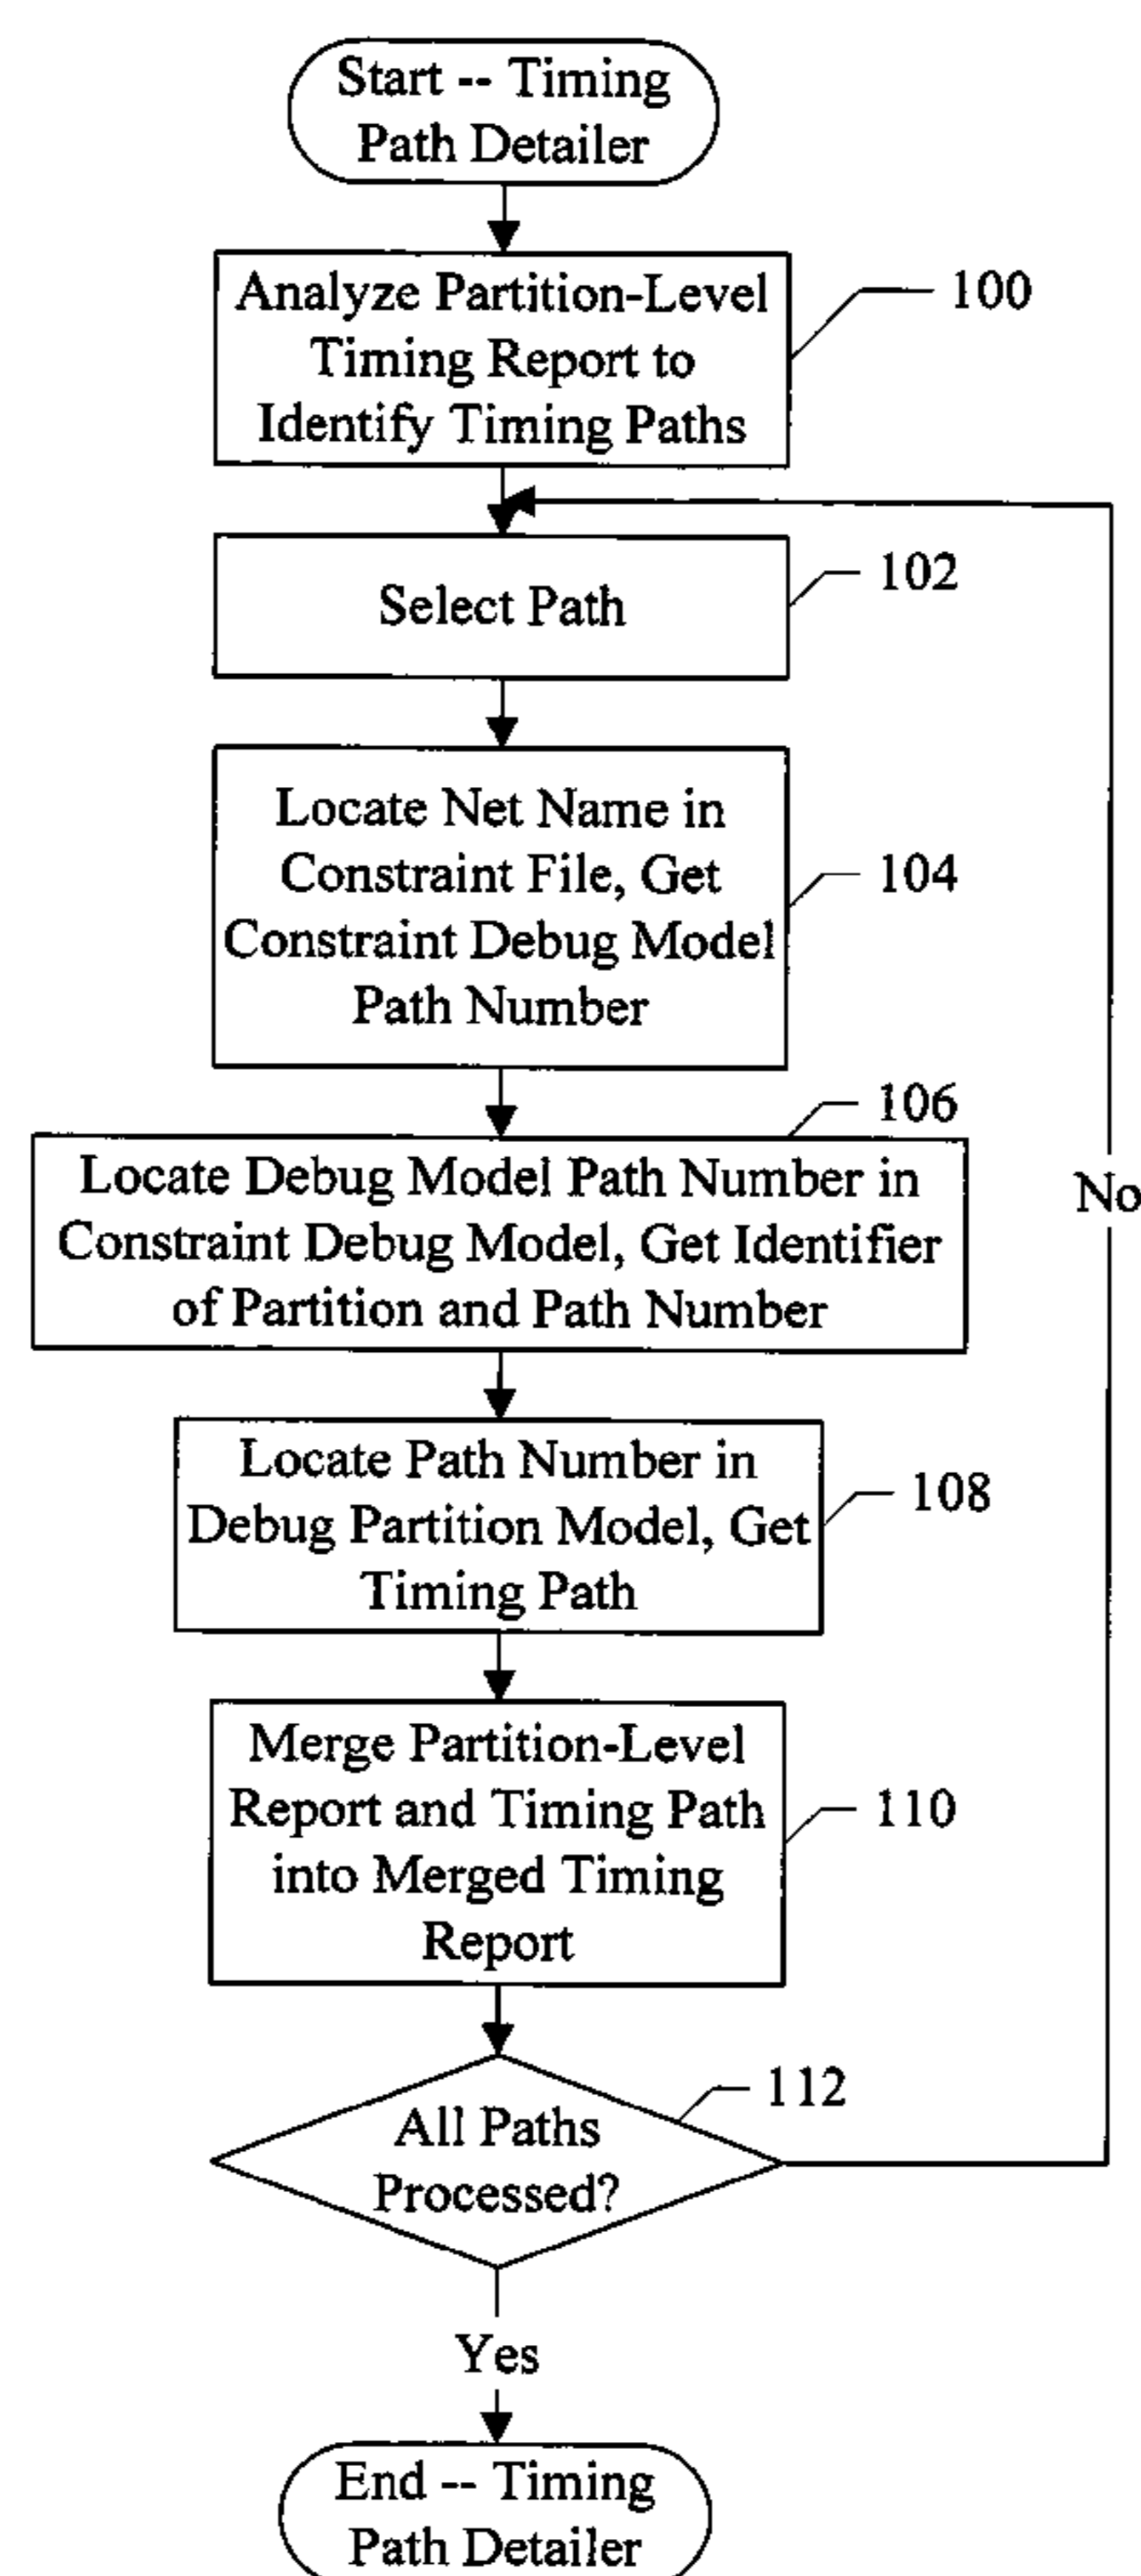 Start -- Timing
Path Detailer
Analyze Partition-Level
Timing Report to
Identify Timing Paths
100
Select Path
102
Locate Net Name in
Constraint File, Get
Constraint Debug Model
Path Number
104
106
Locate Debug Model Path Number in
Constraint Debug Model, Get Identifier
of Partition and Path Number
No
Locate Path Number in
Debug Partition Model, Get
Timing Path
108
Merge Partition-Level
Report and Timing Path
into Merged Timing
Report
110
112
All Paths
Processed?
Yes
End -- Timing
Path Detailer